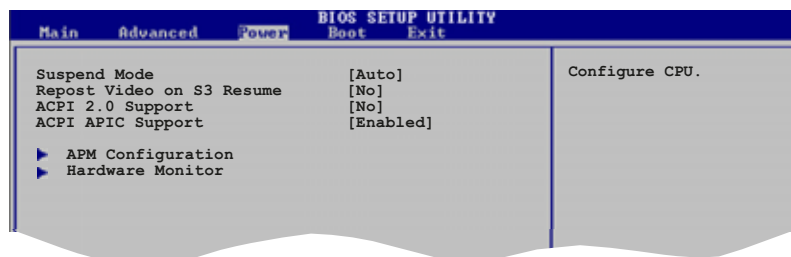 BIOS SETUP UTILITY
Main Advanced Power Boot Exit
Suspend Mode [Auto]
Repost Video on S3 Resume [No]
ACPI 2.0 Support [No]
ACPI APIC Support [Enabled]
APM Configuration
Hardware Monitor
Configure CPU.